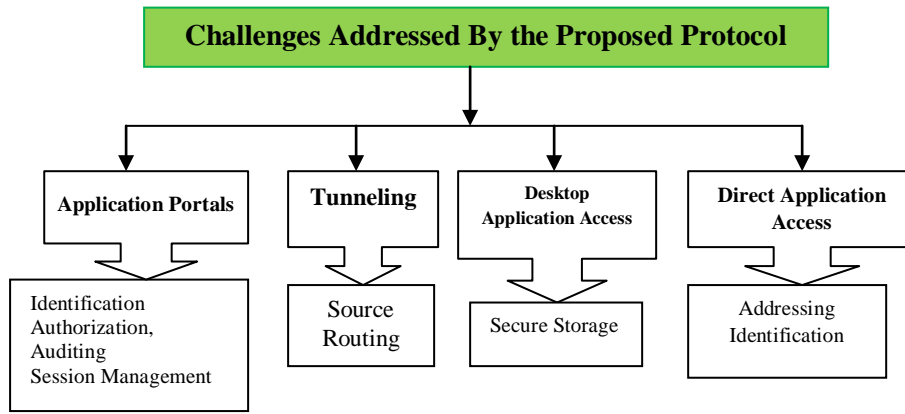 Challenges Addressed By the Proposed Protocol
Application Portals
Tunneling
Desktop
Application Access
Direct Application
Access
Identification
Authorization,
Auditing
Session Management
Source
Routing
Secure Storage
Addressing
Identification